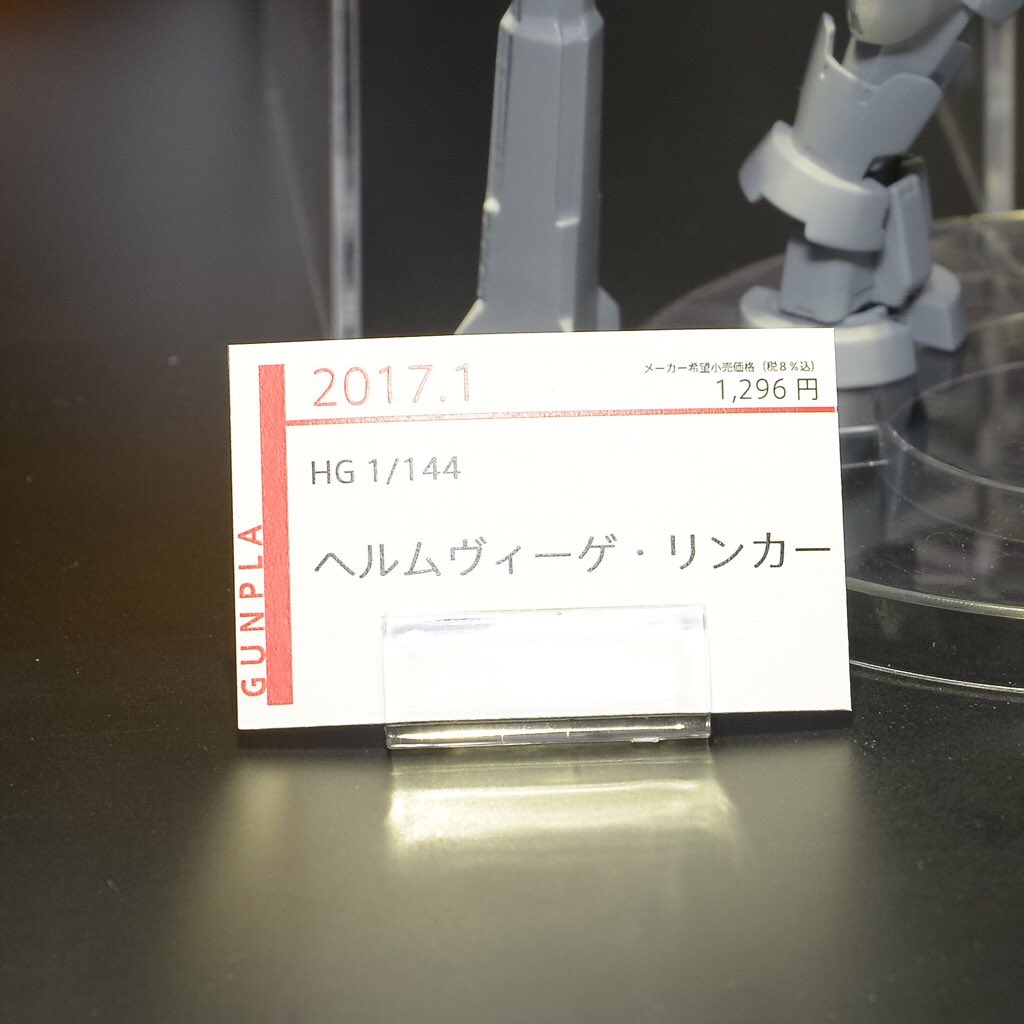 2017.1
メーカー希望小売価格（税8％込）
1,296 円
HG 1/144
ヘルムヴィーゲ・リンカー
GUNPLA